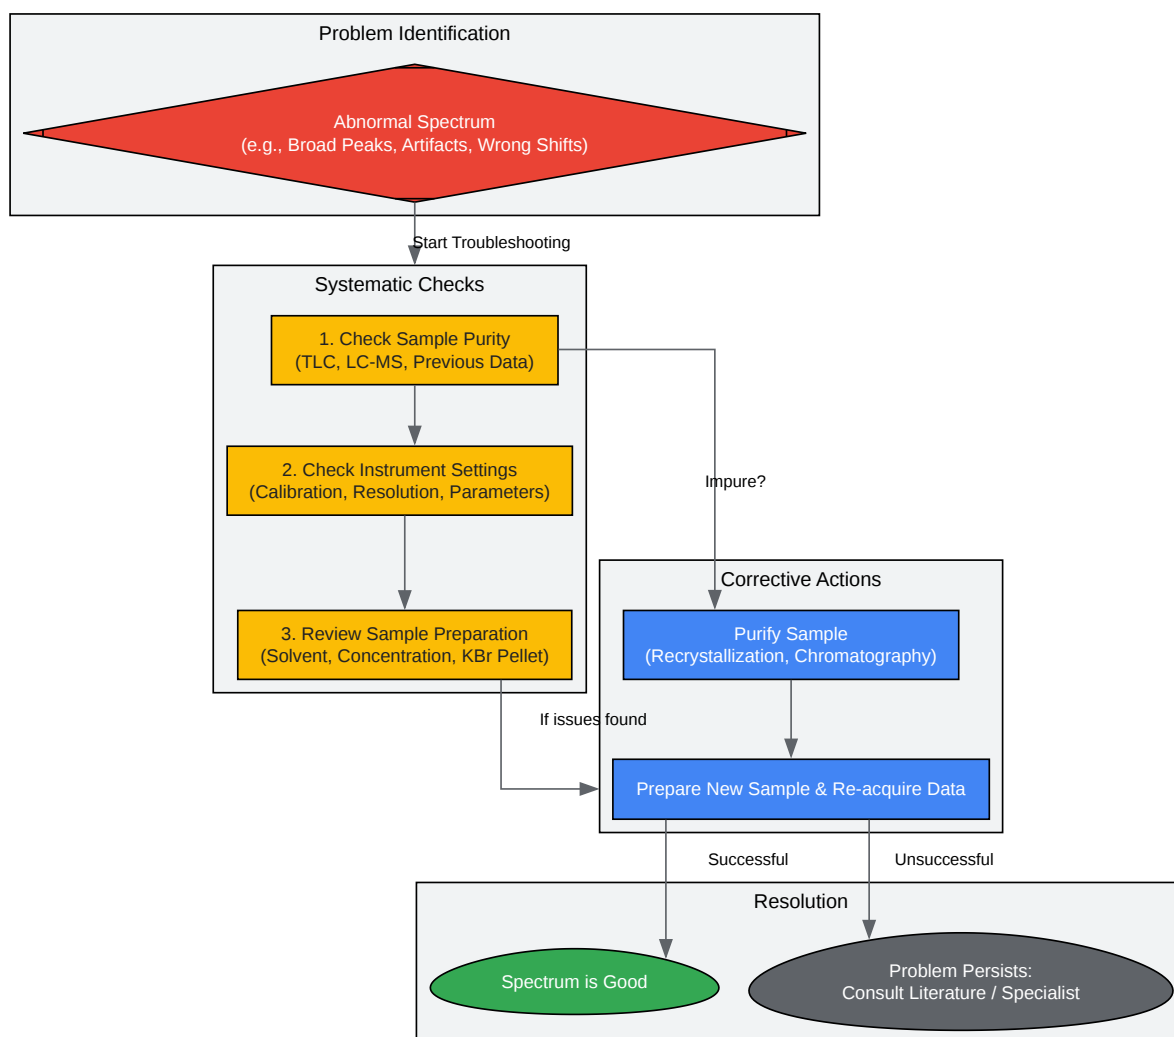 Problem Identification
Abnormal Spectrum
(e.g., Broad Peaks, Artifacts, Wrong Shifts)
Start Troubleshooting
Systematic Checks
1. Check Sample Purity
(TLC, LC-MS, Previous Data)
2. Check Instrument Settings
(Calibration, Resolution, Parameters)
Impure?
Corrective Actions
3. Review Sample Preparation
(Solvent, Concentration, KBr Pellet)
Purify Sample
(Recrystallization, Chromatography)
If issues found
Prepare New Sample & Re-acquire Data
Successful
Unsuccessful
Resolution
Spectrum is Good
Problem Persists:
Consult Literature / Specialist